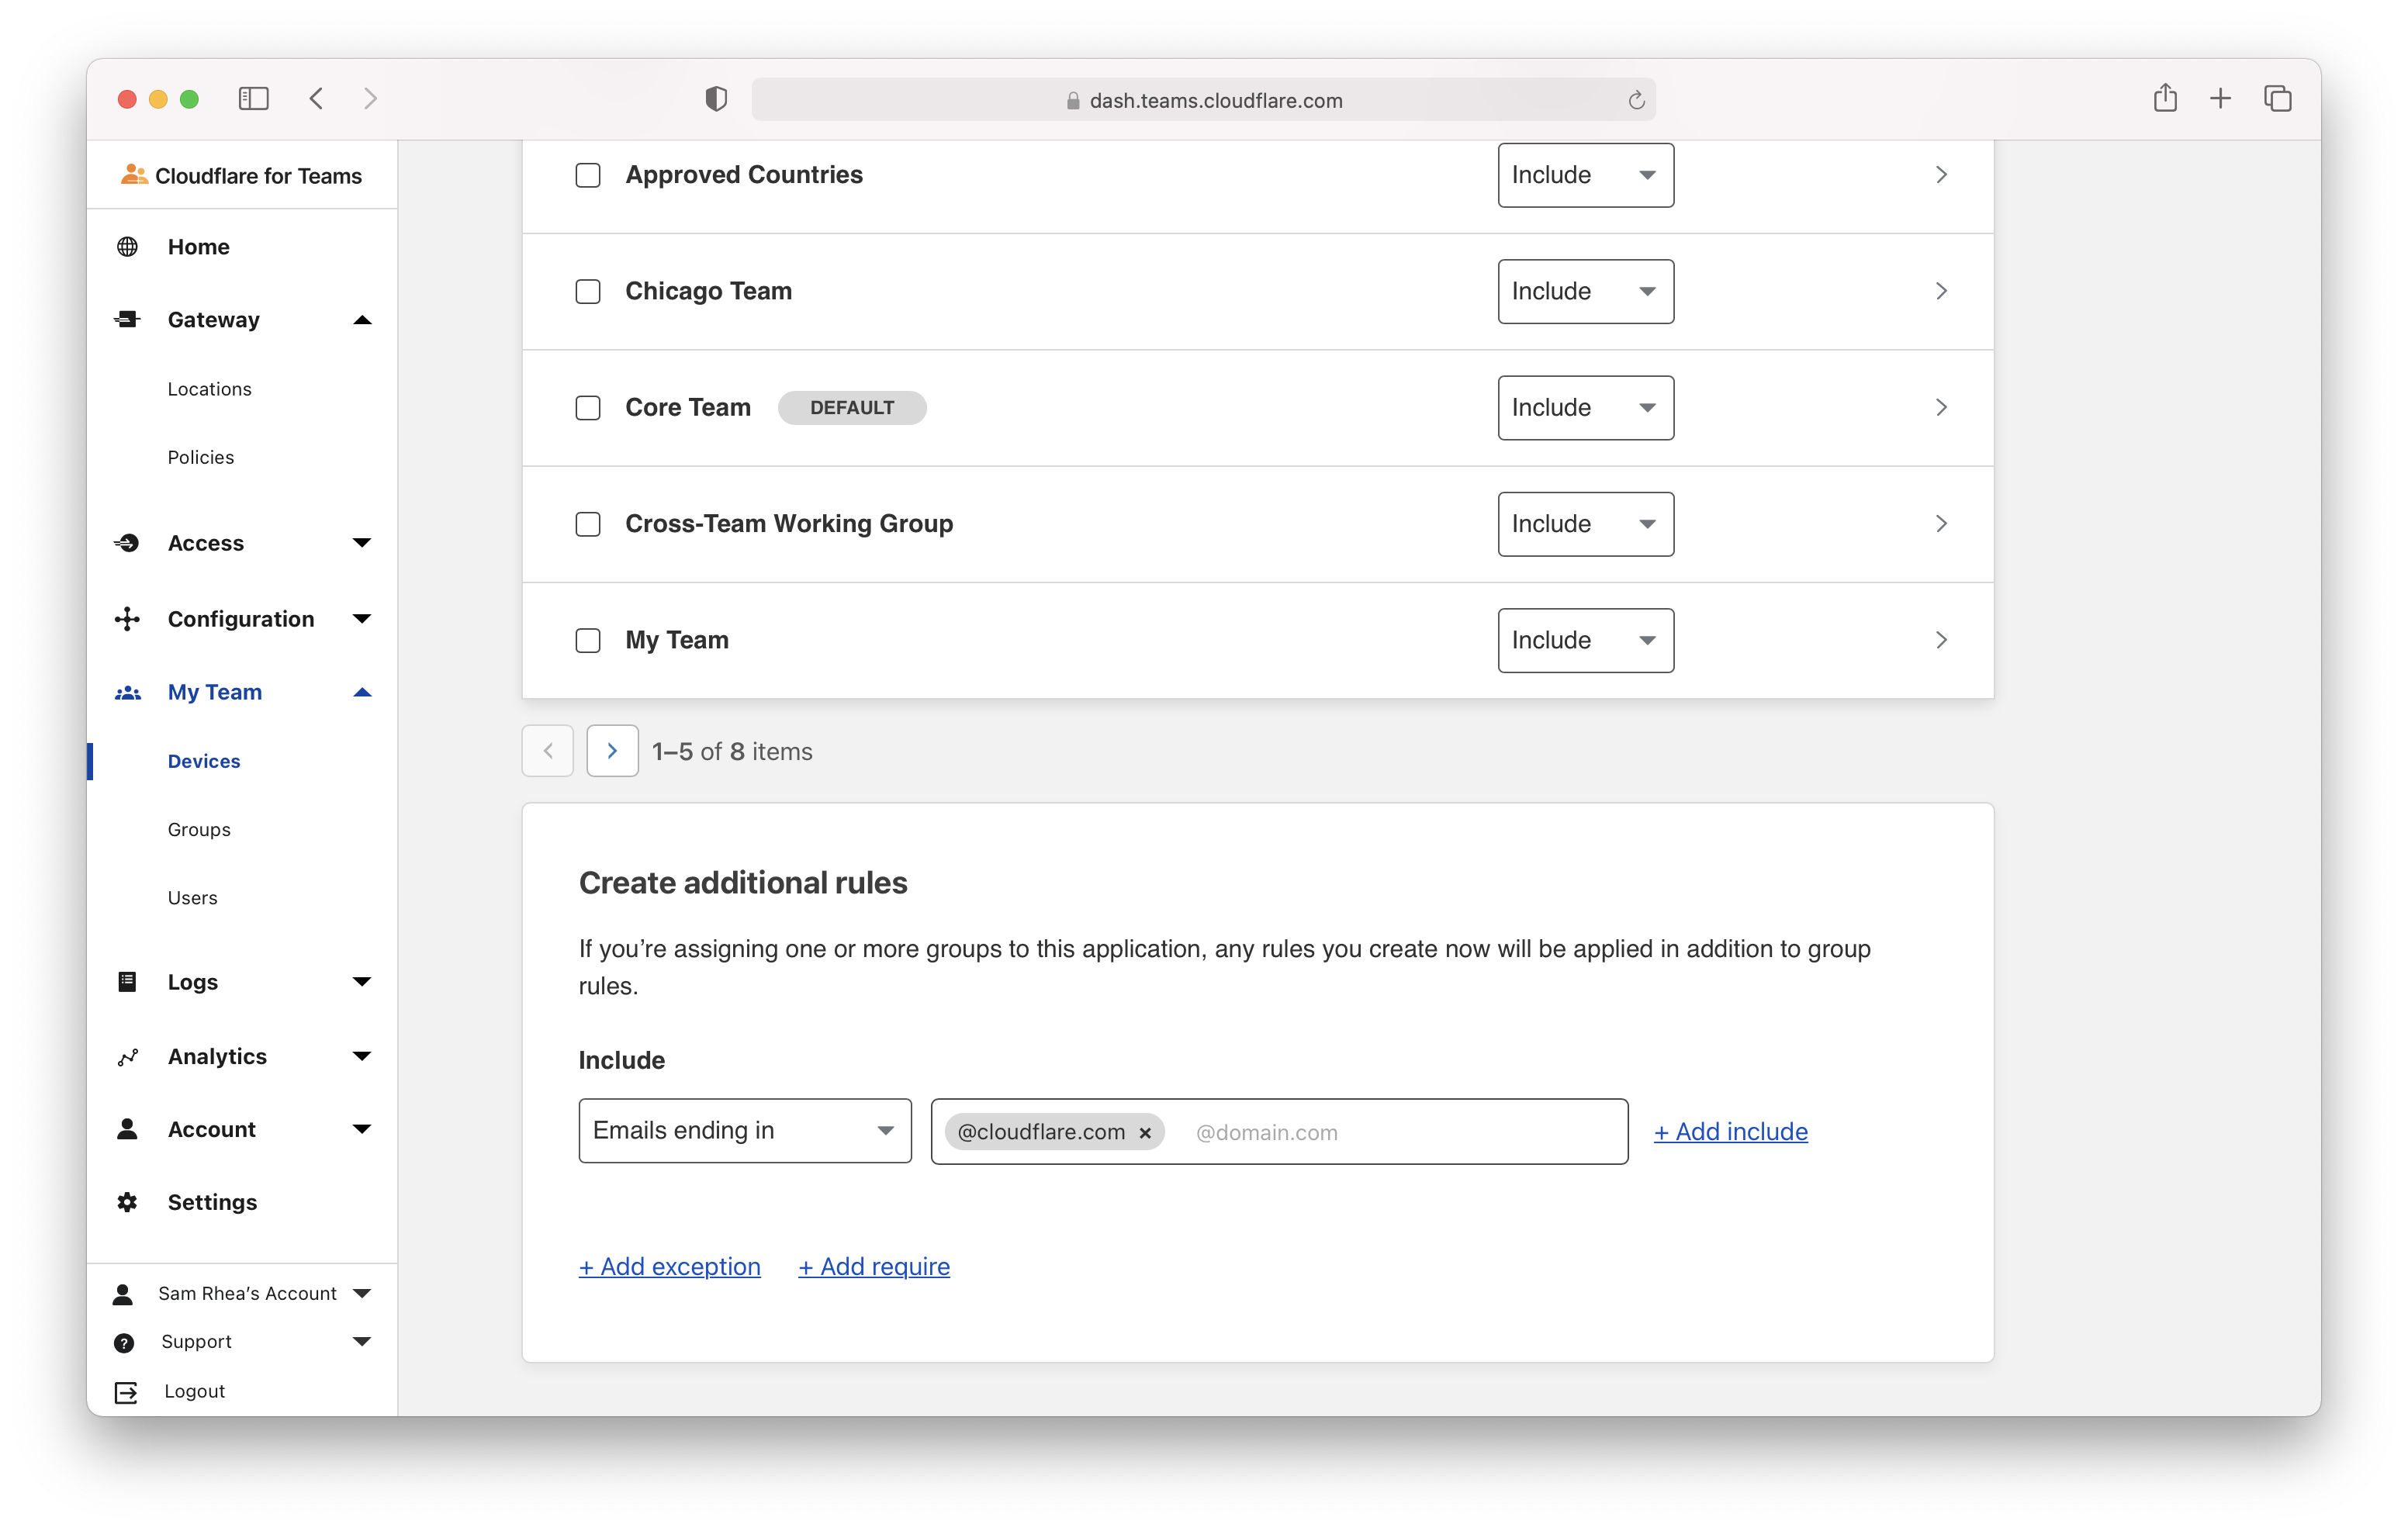 dash.teams.cloudflare.com
Cloudflare for Teams
Home
Gateway
Locations
Policies
Access
Configuration
My Team
Devices
Groups
Users
Logs
Analytics
Account
Settings
Sam Rhea’s Account
Support
Logout
Approved Countries Include
Chicago Team Include
Core Team DEFAULT Include
Cross-Team Working Group Include
My Team Include
1–5 of 8 items
Create additional rules
If you’re assigning one or more groups to this application, any rules you create now will be applied in addition to group
rules.
Include
Emails ending in @cloudflare.com × @domain.com + Add include
+ Add exception + Add require